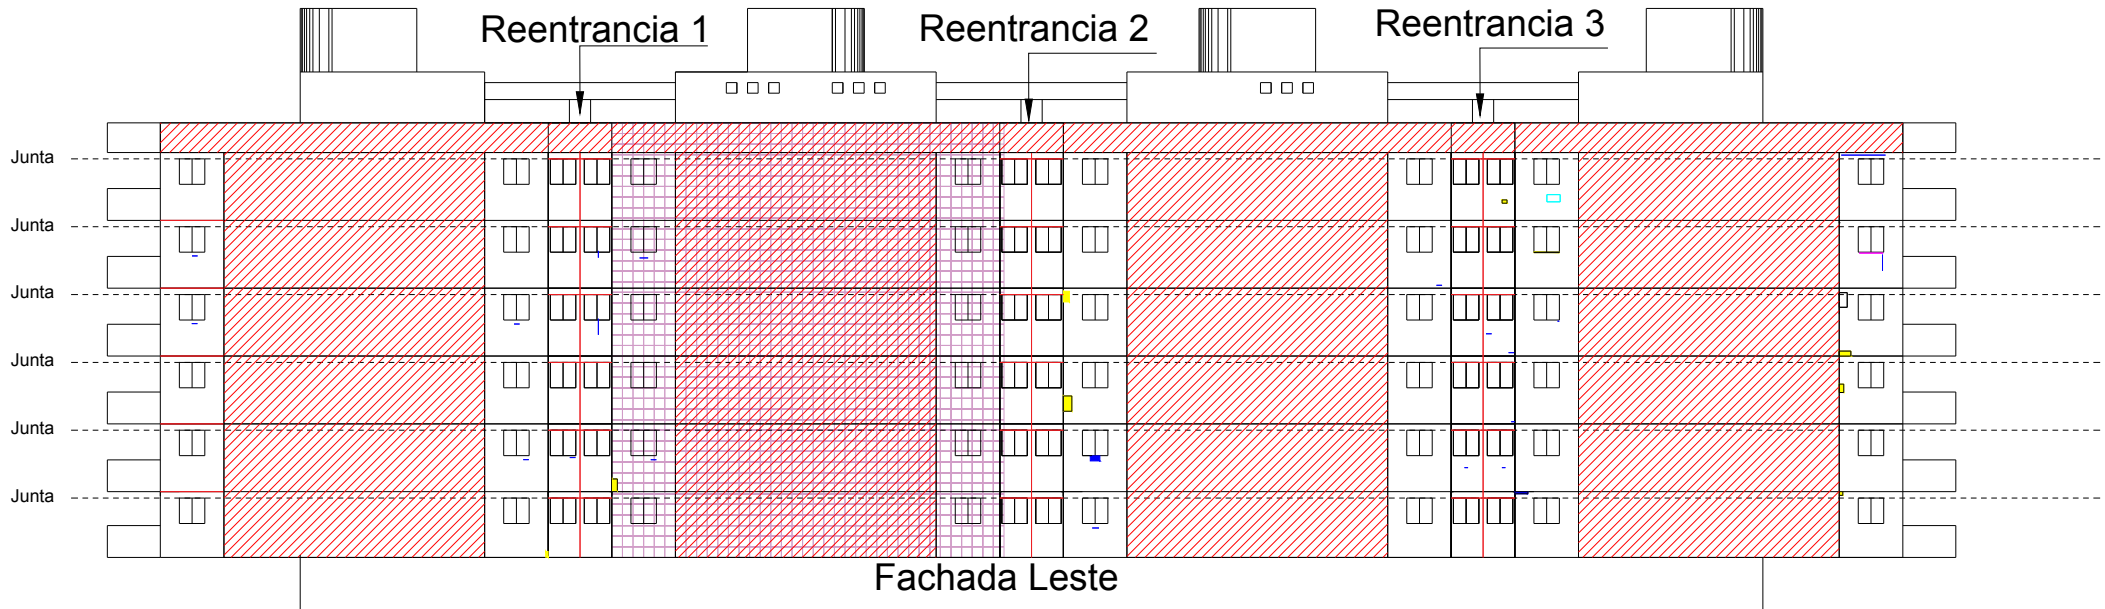 Reentrancia 1
Reentrancia 2
Reentrancia 3
Junta
Junta
Junta
Junta
Junta
Junta
Fachada Leste